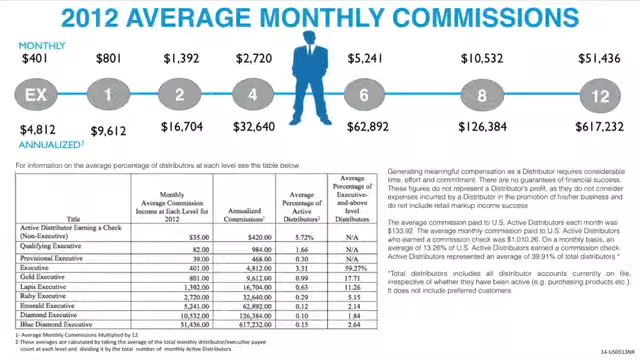 2012 AVERAGE MONTHLY COMMISSIONS
MONTHLY
$401 $801 $1,392 $2,720 $5,241 $10,532 $51,436
EX 1 2 4 6 8 12
$4,812 $9,612 $16,704 $32,640 $62,892 $126,384 $617,232
ANNUALIZED1
For information on the average percentage of distributors at each level see the table below.
Title Monthly Average Commission Income at Each Level for 2012 Annualized Commissions1 Average Percentage of Active Distributors2 Average Percentage of Executive-and-above level Distributors
Active Distributor Earning a Check (Non-Executive) $35.00 $420.00 5.72% N/A
Qualifying Executive 82.00 984.00 1.66 N/A
Provisional Executive 39.00 468.00 0.30 N/A
Executive 401.00 4,812.00 3.31 59.27%
Gold Executive 801.00 9,612.00 0.99 17.71
Lapis Executive 1,392.00 16,704.00 0.63 11.26
Ruby Executive 2,720.00 32,640.00 0.29 5.15
Emerald Executive 5,241.00 62,892.00 0.12 2.14
Diamond Executive 10,532.00 126,384.00 0.10 1.84
Blue Diamond Executive 51,436.00 617,232.00 0.15 2.64
1- Average Monthly Commissions Multiplied by 12
2-These averages are calculated by taking the average of the total monthly distributor/executive payee
count at each level and dividing it by the total number of monthly Active Distributors
Generating meaningful compensation as a Distributor requires considerable
time, effort and commitment. There are no guarantees of financial success.
These figures do not represent a Distributor's profit, as they do not consider
expenses incurred by a Distributor in the promotion of his/her business and
do not include retail markup income success
The average commission paid to U.S. Active Distributors each month was
$133.92. The average monthly commission paid to U.S. Active Distributors
who earned a commission check was $1,010.26. On a monthly basis, an
average of 13.26% of U.S. Active Distributors earned a commission check.
Active Distributors represented an average of 39.91% of total distributors.*
*Total distributors includes all distributor accounts currently on file,
irrespective of whether they have been active (e.g. purchasing products etc.).
It does not include preferred customers.
14-US0513NR